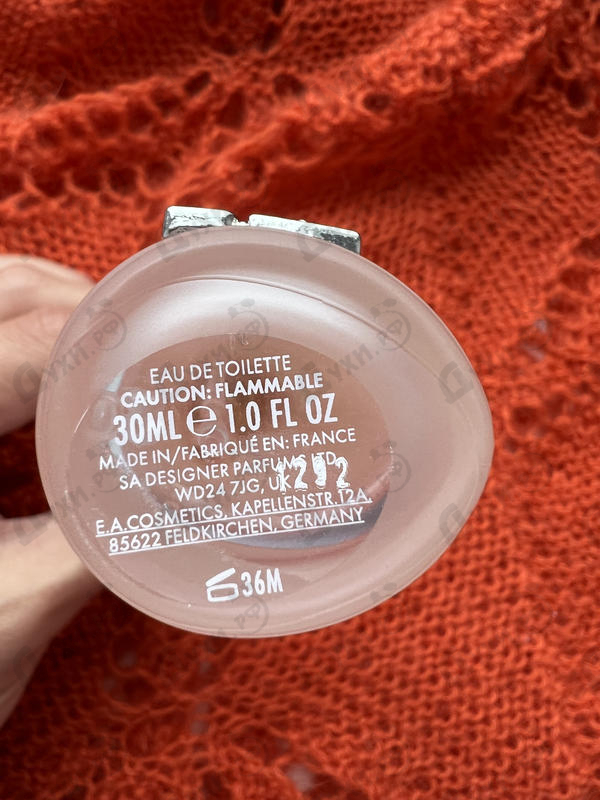 EAU DE TOILETTE
CAUTION: FLAMMABLE
30ML ℮ 1.0 FL OZ
MADE IN/FABRIQUÉ EN: FRANCE
SA DESIGNER PARFUMS LTD
WD24 7JG, UK
1292
E.A.COSMETICS, KAPELLENSTR.12A.
85622 FELDKIRCHEN, GERMANY
36M